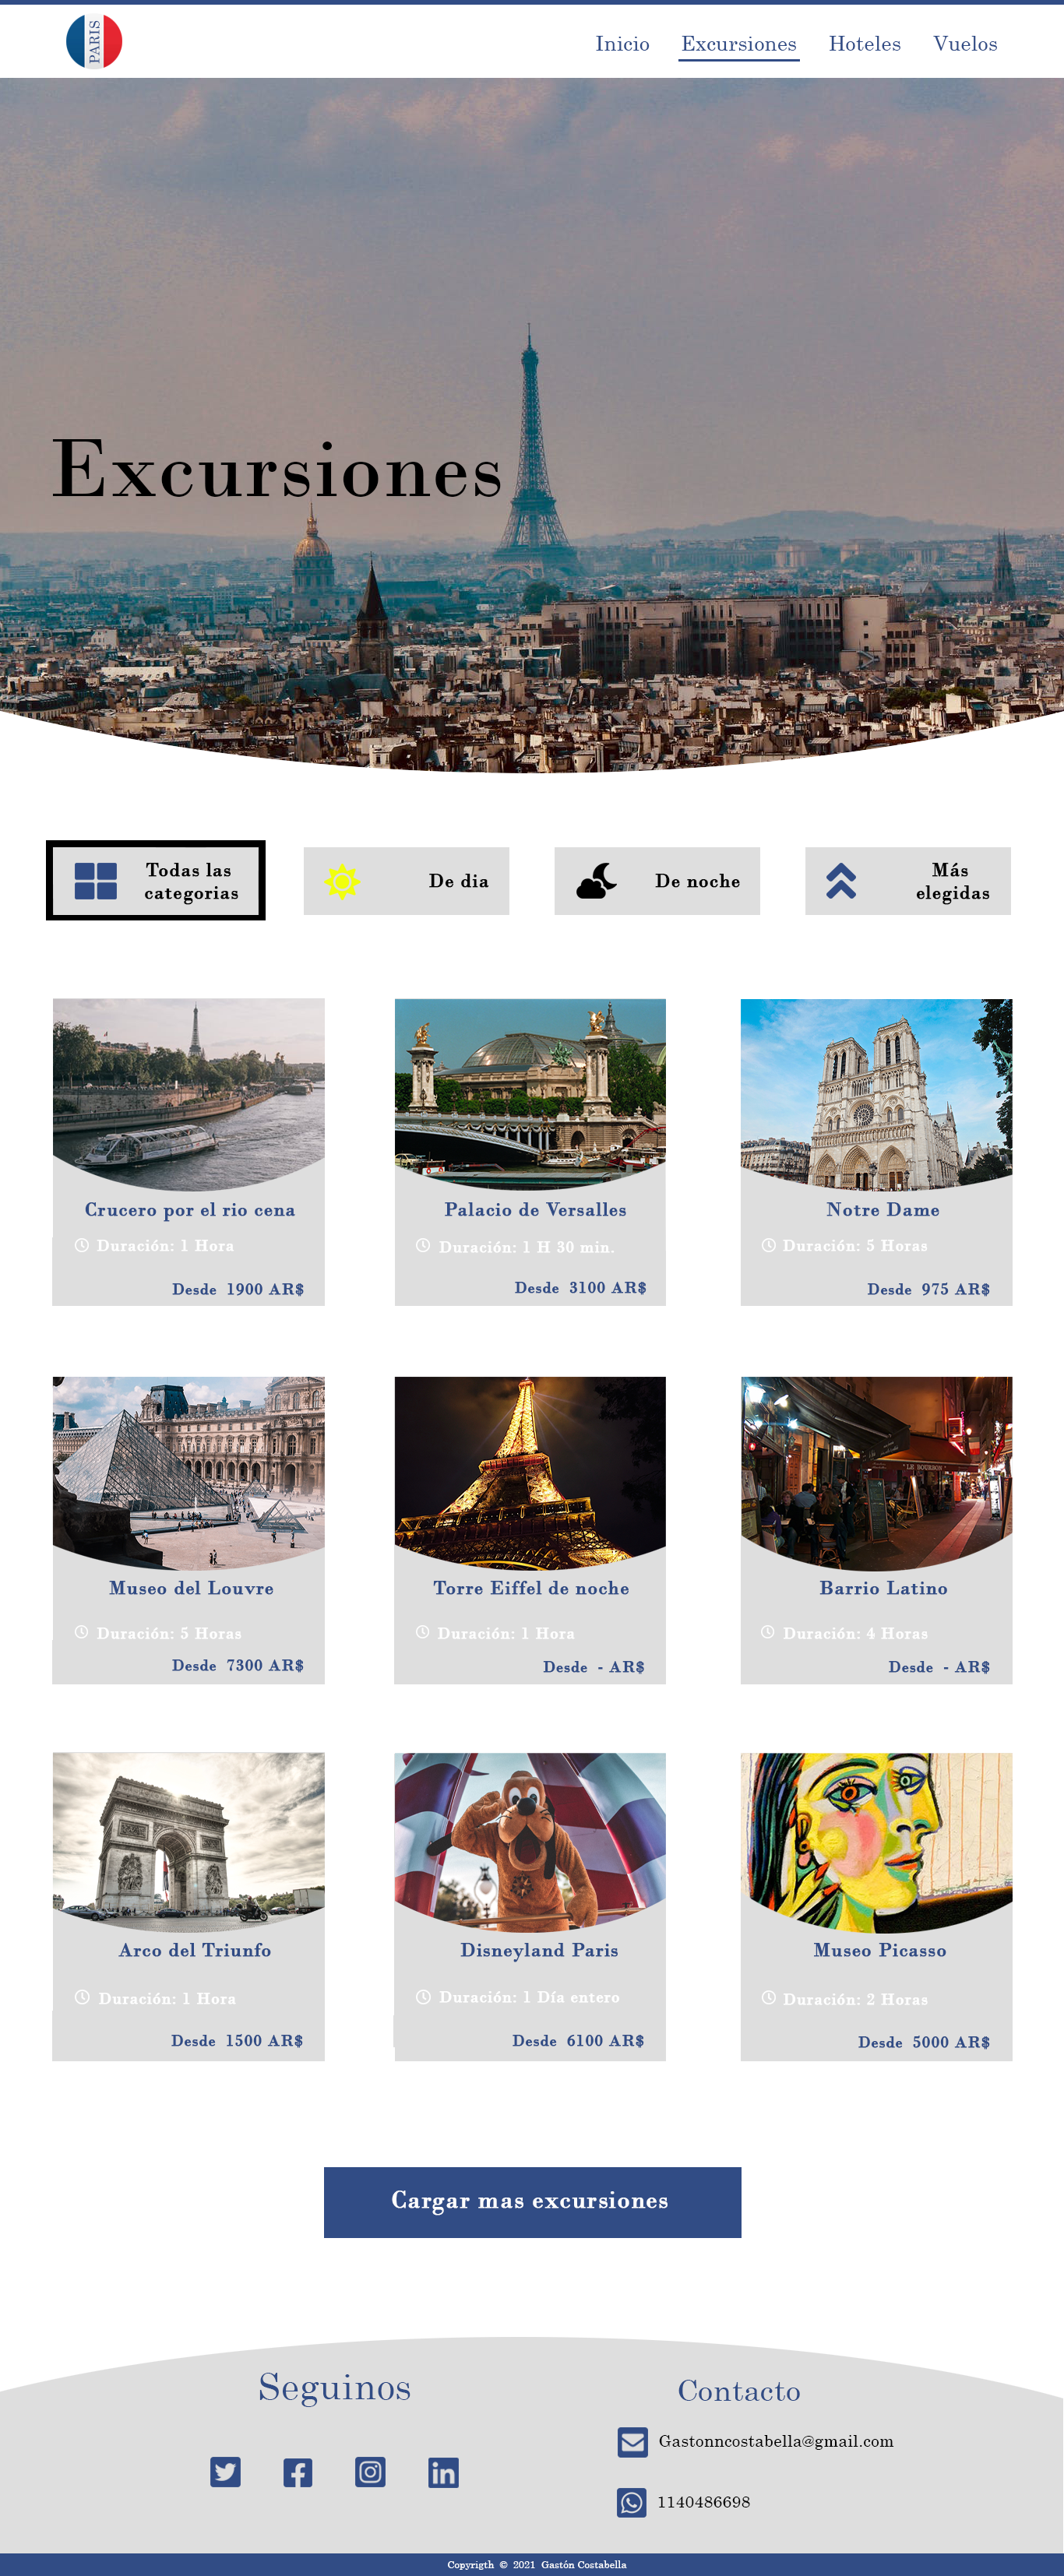 PARIS
Inicio Excursiones Hoteles Vuelos
Excursiones
Todas las
categorias
De dia
De noche
Más
elegidas
Crucero por el rio cena
Duración: 1 Hora
Desde 1900 AR$
Palacio de Versalles
Duración: 1 H 30 min.
Desde 3100 AR$
Notre Dame
Duración: 5 Horas
Desde 975 AR$
Museo del Louvre
Duración: 5 Horas
Desde 7300 AR$
Torre Eiffel de noche
Duración: 1 Hora
Desde - AR$
LE BOURBON
Barrio Latino
Duración: 4 Horas
Desde - AR$
Arco del Triunfo
Duración: 1 Hora
Desde 1500 AR$
Disneyland Paris
Duración: 1 Día entero
Desde 6100 AR$
Museo Picasso
Duración: 2 Horas
Desde 5000 AR$
Cargar mas excursiones
Seguinos
Contacto
Gastonncostabella@gmail.com
1140486698
Copyrigth © 2021 Gastón Costabella